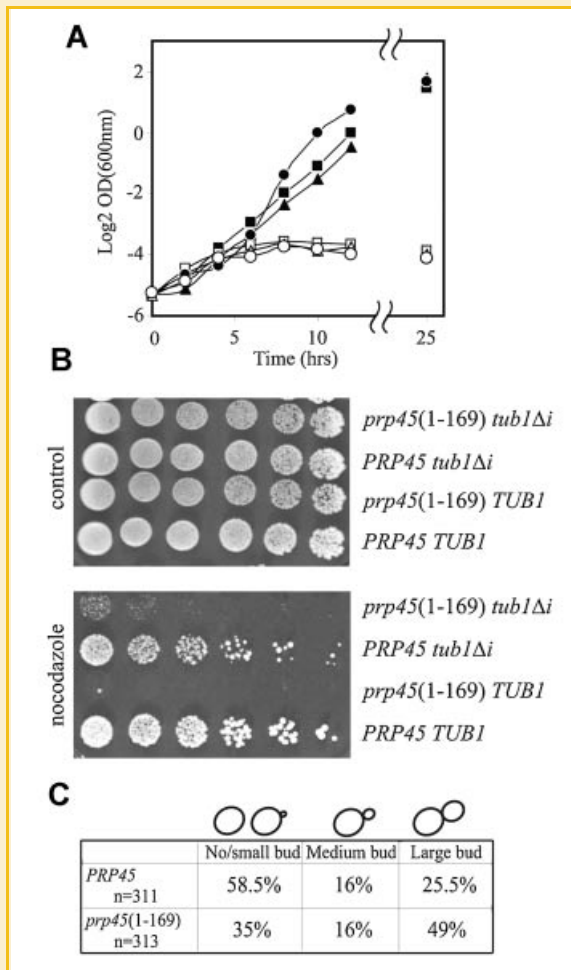 A
Log2 OD(600nm)
2
0
-2
-4
-6
0
5
10
25
Time (hrs)
B
control
prp45(1-169) tub1Δi
PRP45 tub1Δi
prp45(1-169) TUB1
PRP45 TUB1
nocodazole
prp45(1-169) tub1Δi
PRP45 tub1Δi
prp45(1-169) TUB1
PRP45 TUB1
C
No/small bud Medium bud Large bud
PRP45 58.5% 16% 25.5%
n=311
prp45(1-169) 35% 16% 49%
n=313